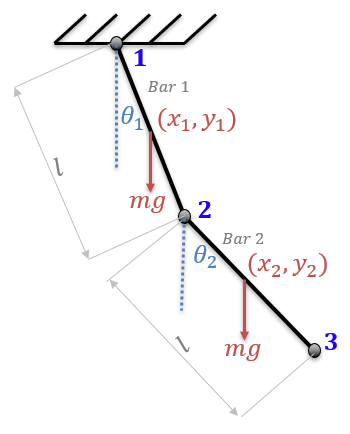 1
Bar 1
θ₁
(x₁, y₁)
l
mg
2
Bar 2
θ₂
(x₂, y₂)
l
mg
3